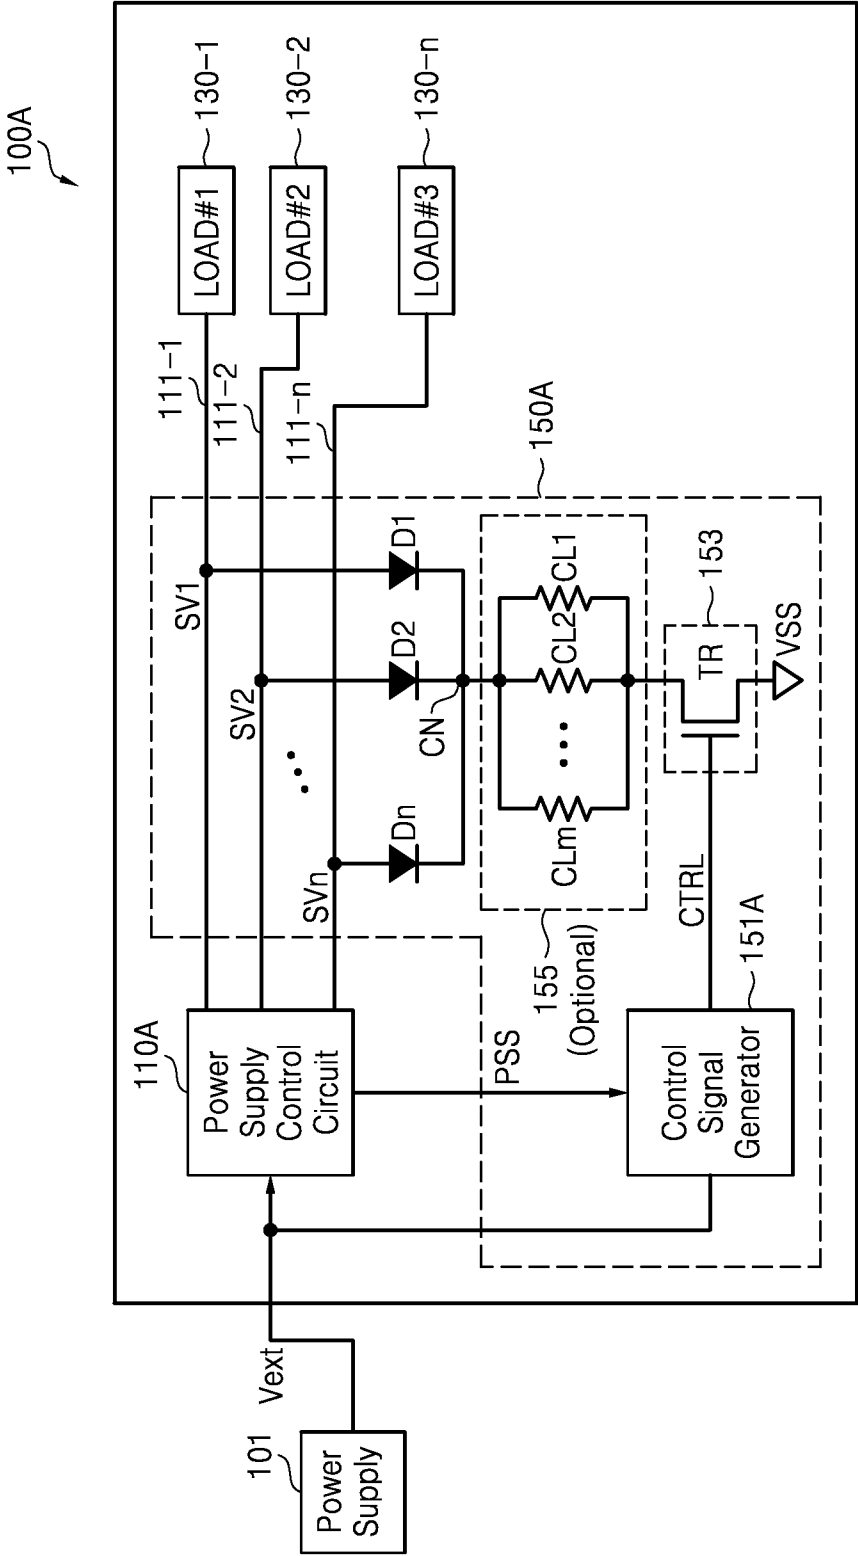 100A
101
Power
Supply
Vext
110A
Power
Supply
Control
Circuit
SV1
SV2
SVn
111-1
111-2
111-n
LOAD#1
130-1
LOAD#2
130-2
LOAD#3
130-n
D1
D2
Dn
CN
150A
CL1
CL2
CLm
155
(Optional)
PSS
151A
Control
Signal
Generator
CTRL
153
TR
VSS